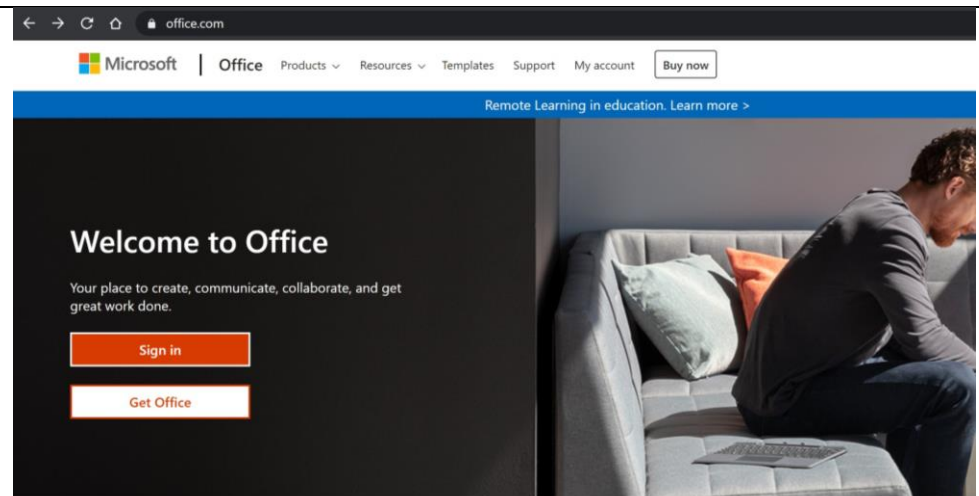 office.com
Microsoft | Office Products Resources Templates Support My account Buy now
Remote Learning in education. Learn more >
Welcome to Office
Your place to create, communicate, collaborate, and get
great work done.
Sign in
Get Office